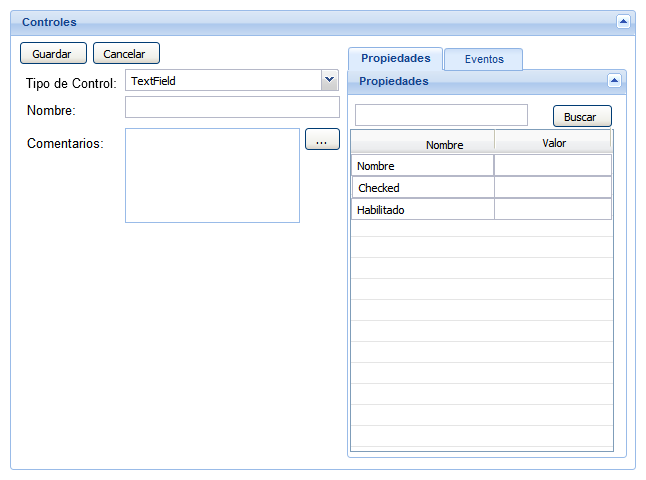 Controles
Guardar Cancelar
Tipo de Control: TextField
Nombre:
Comentarios: ...
Propiedades Eventos
Propiedades
Buscar
Nombre Valor
Nombre
Checked
Habilitado